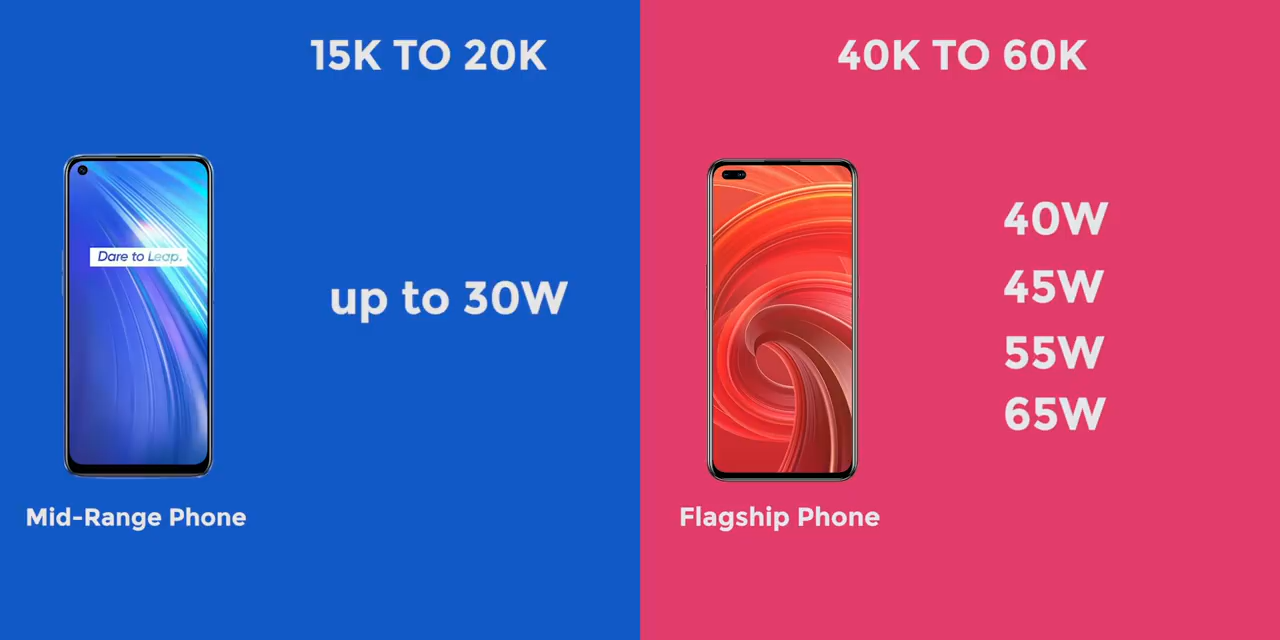 15K TO 20K
Dare to Leap.
up to 30W
Mid-Range Phone
40K TO 60K
40W
45W
55W
65W
Flagship Phone